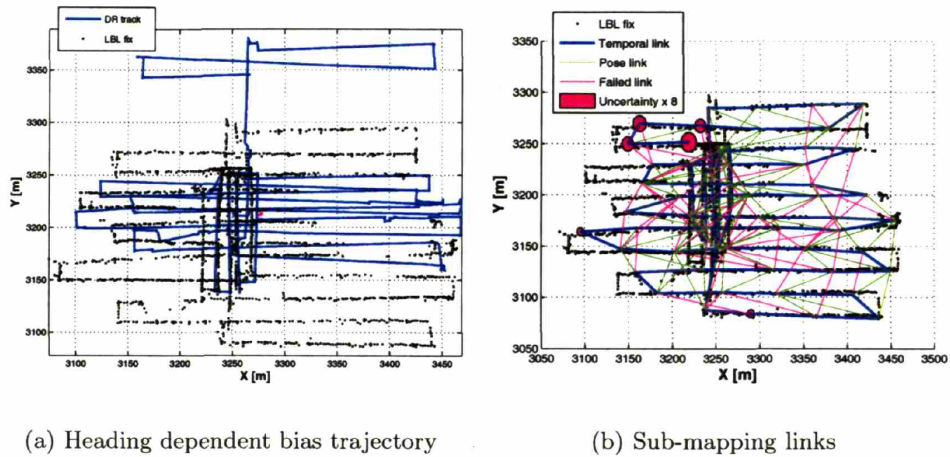 DR track
LBL fix
Y [m]
3350
3300
3250
3200
3150
3100
3100 3150 3200 3250 3300 3350 3400 3450
X [m]
(a) Heading dependent bias trajectory
LBL fix
Temporal link
Pose link
Failed link
Uncertainty x 8
Y [m]
3350
3300
3250
3200
3150
3100
3050
3050 3100 3150 3200 3250 3300 3350 3400 3450 3500
X [m]
(b) Sub-mapping links